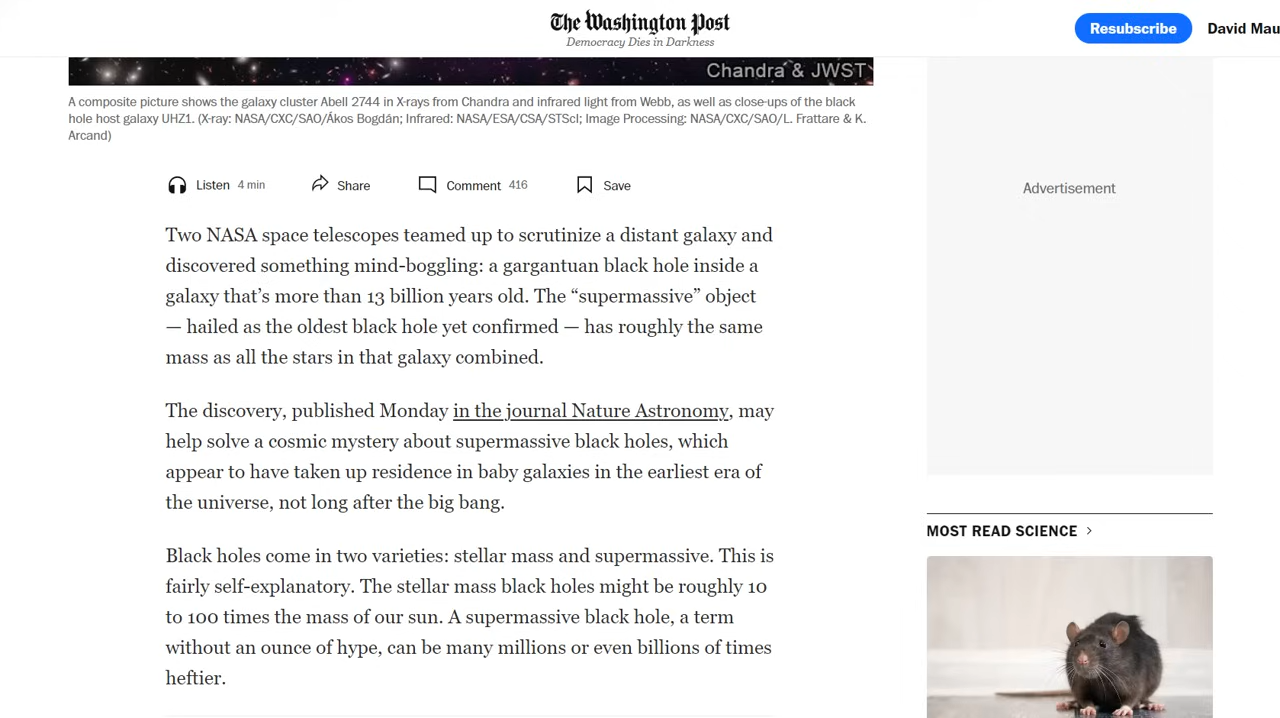 The Washington Post
Democracy Dies in Darkness
Resubscribe
David Mau
Chandra & JWST
A composite picture shows the galaxy cluster Abell 2744 in X-rays from Chandra and infrared light from Webb, as well as close-ups of the black
hole host galaxy UHZ1. (X-ray: NASA/CXC/SAO/Ákos Bogdán; Infrared: NASA/ESA/CSA/STScI; Image Processing: NASA/CXC/SAO/L. Frattare & K.
Arcand)
Listen 4 min
Share
Comment 416
Save
Two NASA space telescopes teamed up to scrutinize a distant galaxy and
discovered something mind-boggling: a gargantuan black hole inside a
galaxy that’s more than 13 billion years old. The “supermassive” object
— hailed as the oldest black hole yet confirmed — has roughly the same
mass as all the stars in that galaxy combined.
The discovery, published Monday in the journal Nature Astronomy, may
help solve a cosmic mystery about supermassive black holes, which
appear to have taken up residence in baby galaxies in the earliest era of
the universe, not long after the big bang.
Black holes come in two varieties: stellar mass and supermassive. This is
fairly self-explanatory. The stellar mass black holes might be roughly 10
to 100 times the mass of our sun. A supermassive black hole, a term
without an ounce of hype, can be many millions or even billions of times
heftier.
Advertisement
MOST READ SCIENCE >